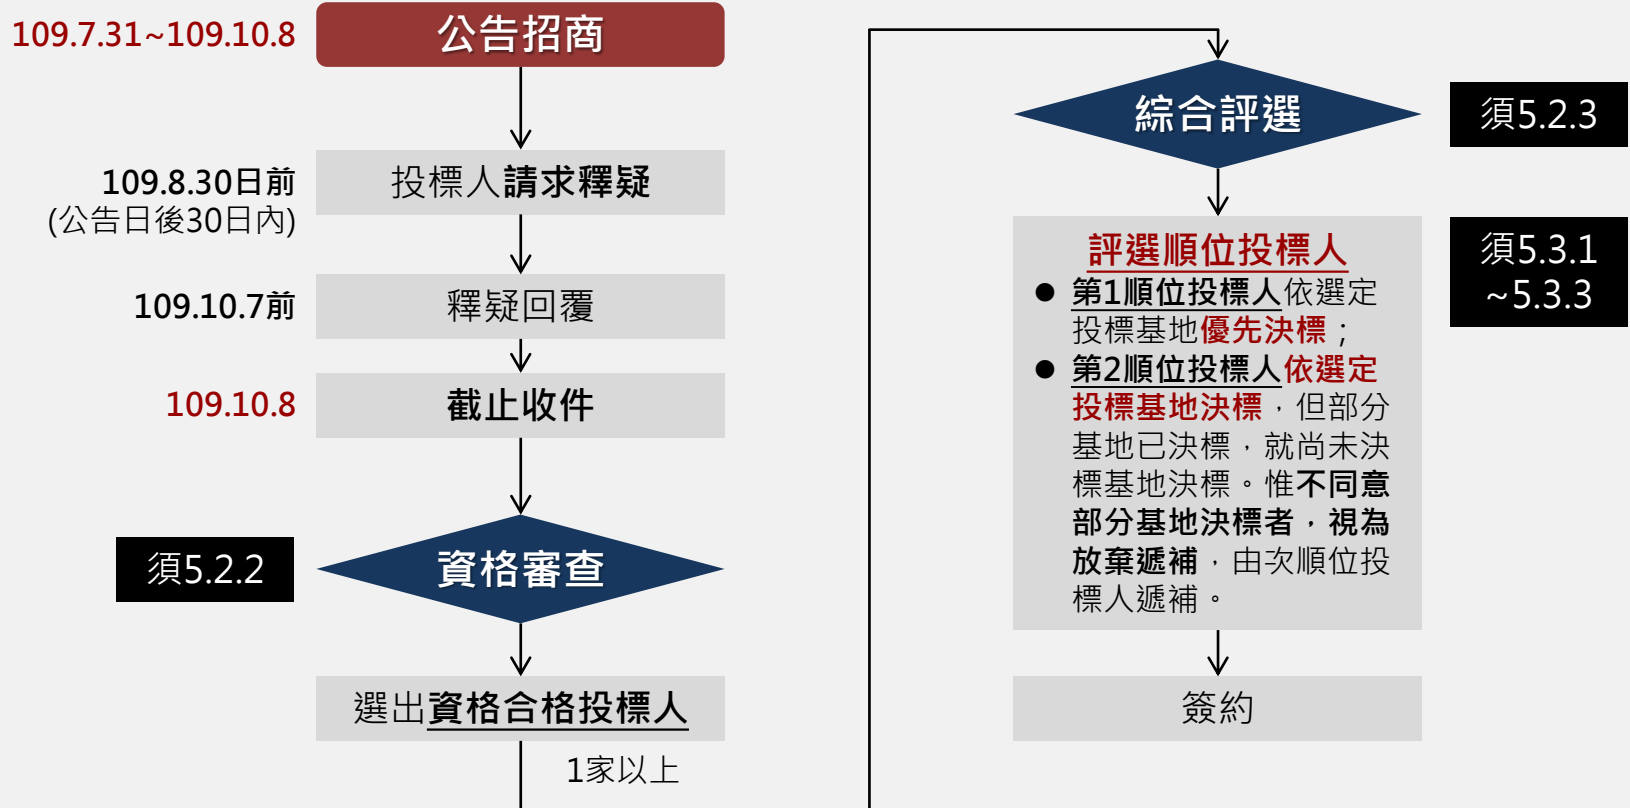 109.7.31~109.10.8
公告招商
109.8.30日前
(公告日後30日內)
投標人請求釋疑
109.10.7前
釋疑回覆
109.10.8
截止收件
須5.2.2
資格審查
選出資格合格投標人
1家以上
綜合評選
須5.2.3
評選順位投標人
● 第1順位投標人依選定
投標基地優先決標；
● 第2順位投標人依選定
投標基地決標，但部分
基地已決標，就尚未決
標基地決標。惟不同意
部分基地決標者，視為
放棄遞補，由次順位投
標人遞補。
須5.3.1
~5.3.3
簽約